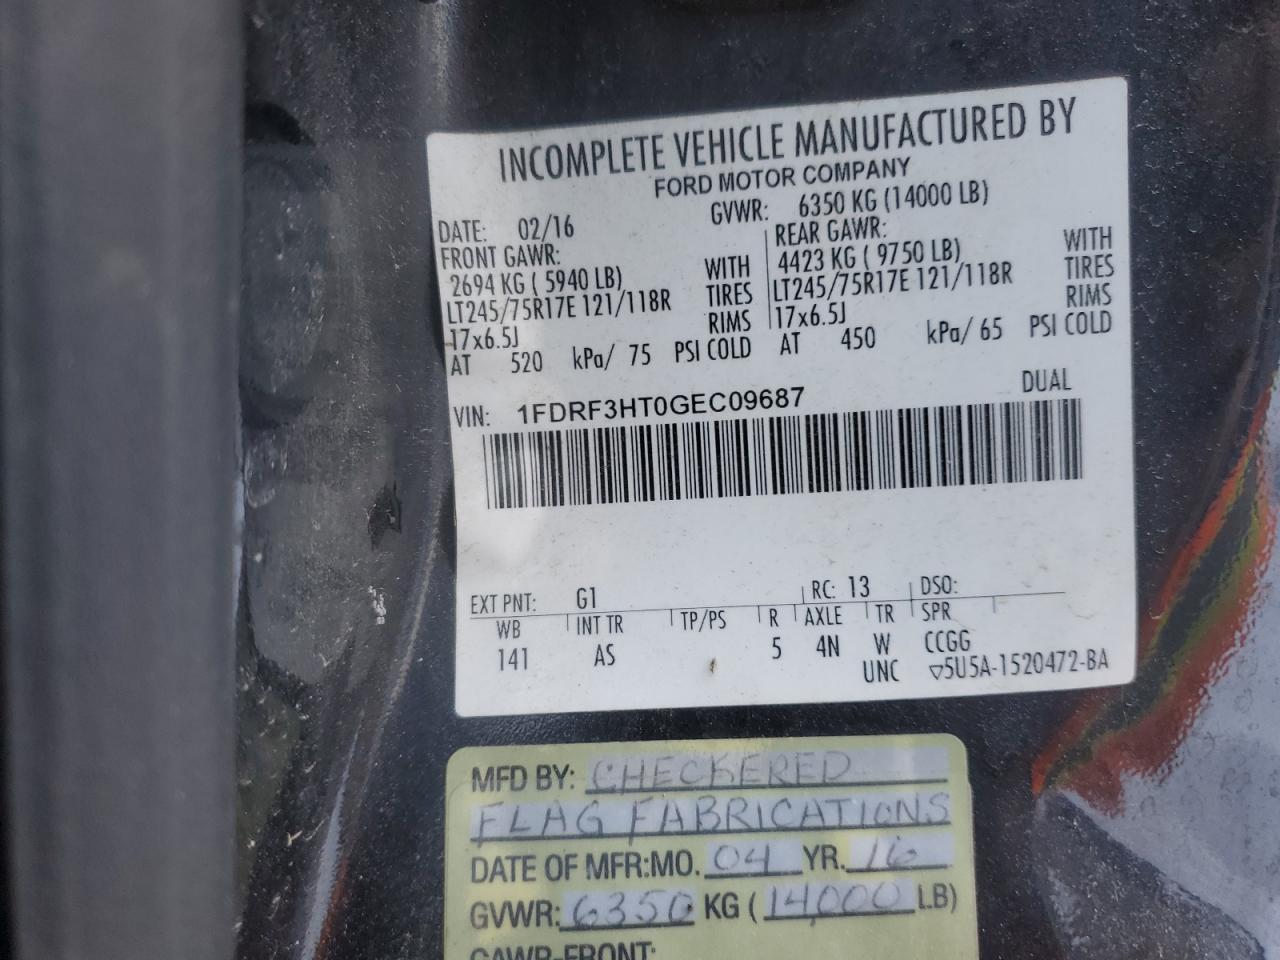 INCOMPLETE VEHICLE MANUFACTURED BY
FORD MOTOR COMPANY
DATE: 02/16 GVWR: 6350 KG (14000 LB)
FRONT GAWR: REAR GAWR:
2694 KG ( 5940 LB) WITH 4423 KG ( 9750 LB) WITH
LT245/75R17E 121/118R TIRES LT245/75R17E 121/118R TIRES
17x6.5J RIMS 17x6.5J RIMS
AT 520 kPa/ 75 PSI COLD AT 450 kPa/ 65 PSI COLD
VIN: 1FDRF3HT0GEC09687 DUAL
EXT PNT: G1 RC: 13 DSO:
WB INT TR TP/PS R AXLE TR SPR
141 AS 5 4N W CCGG
UNC ▽5U5A-1520472-BA
MFD BY: CHECKERED
FLAG FABRICATIONS
DATE OF MFR:MO. 04 YR. 16
GVWR: 6350 KG ( 14,000 LB)
GAWR-FRONT: